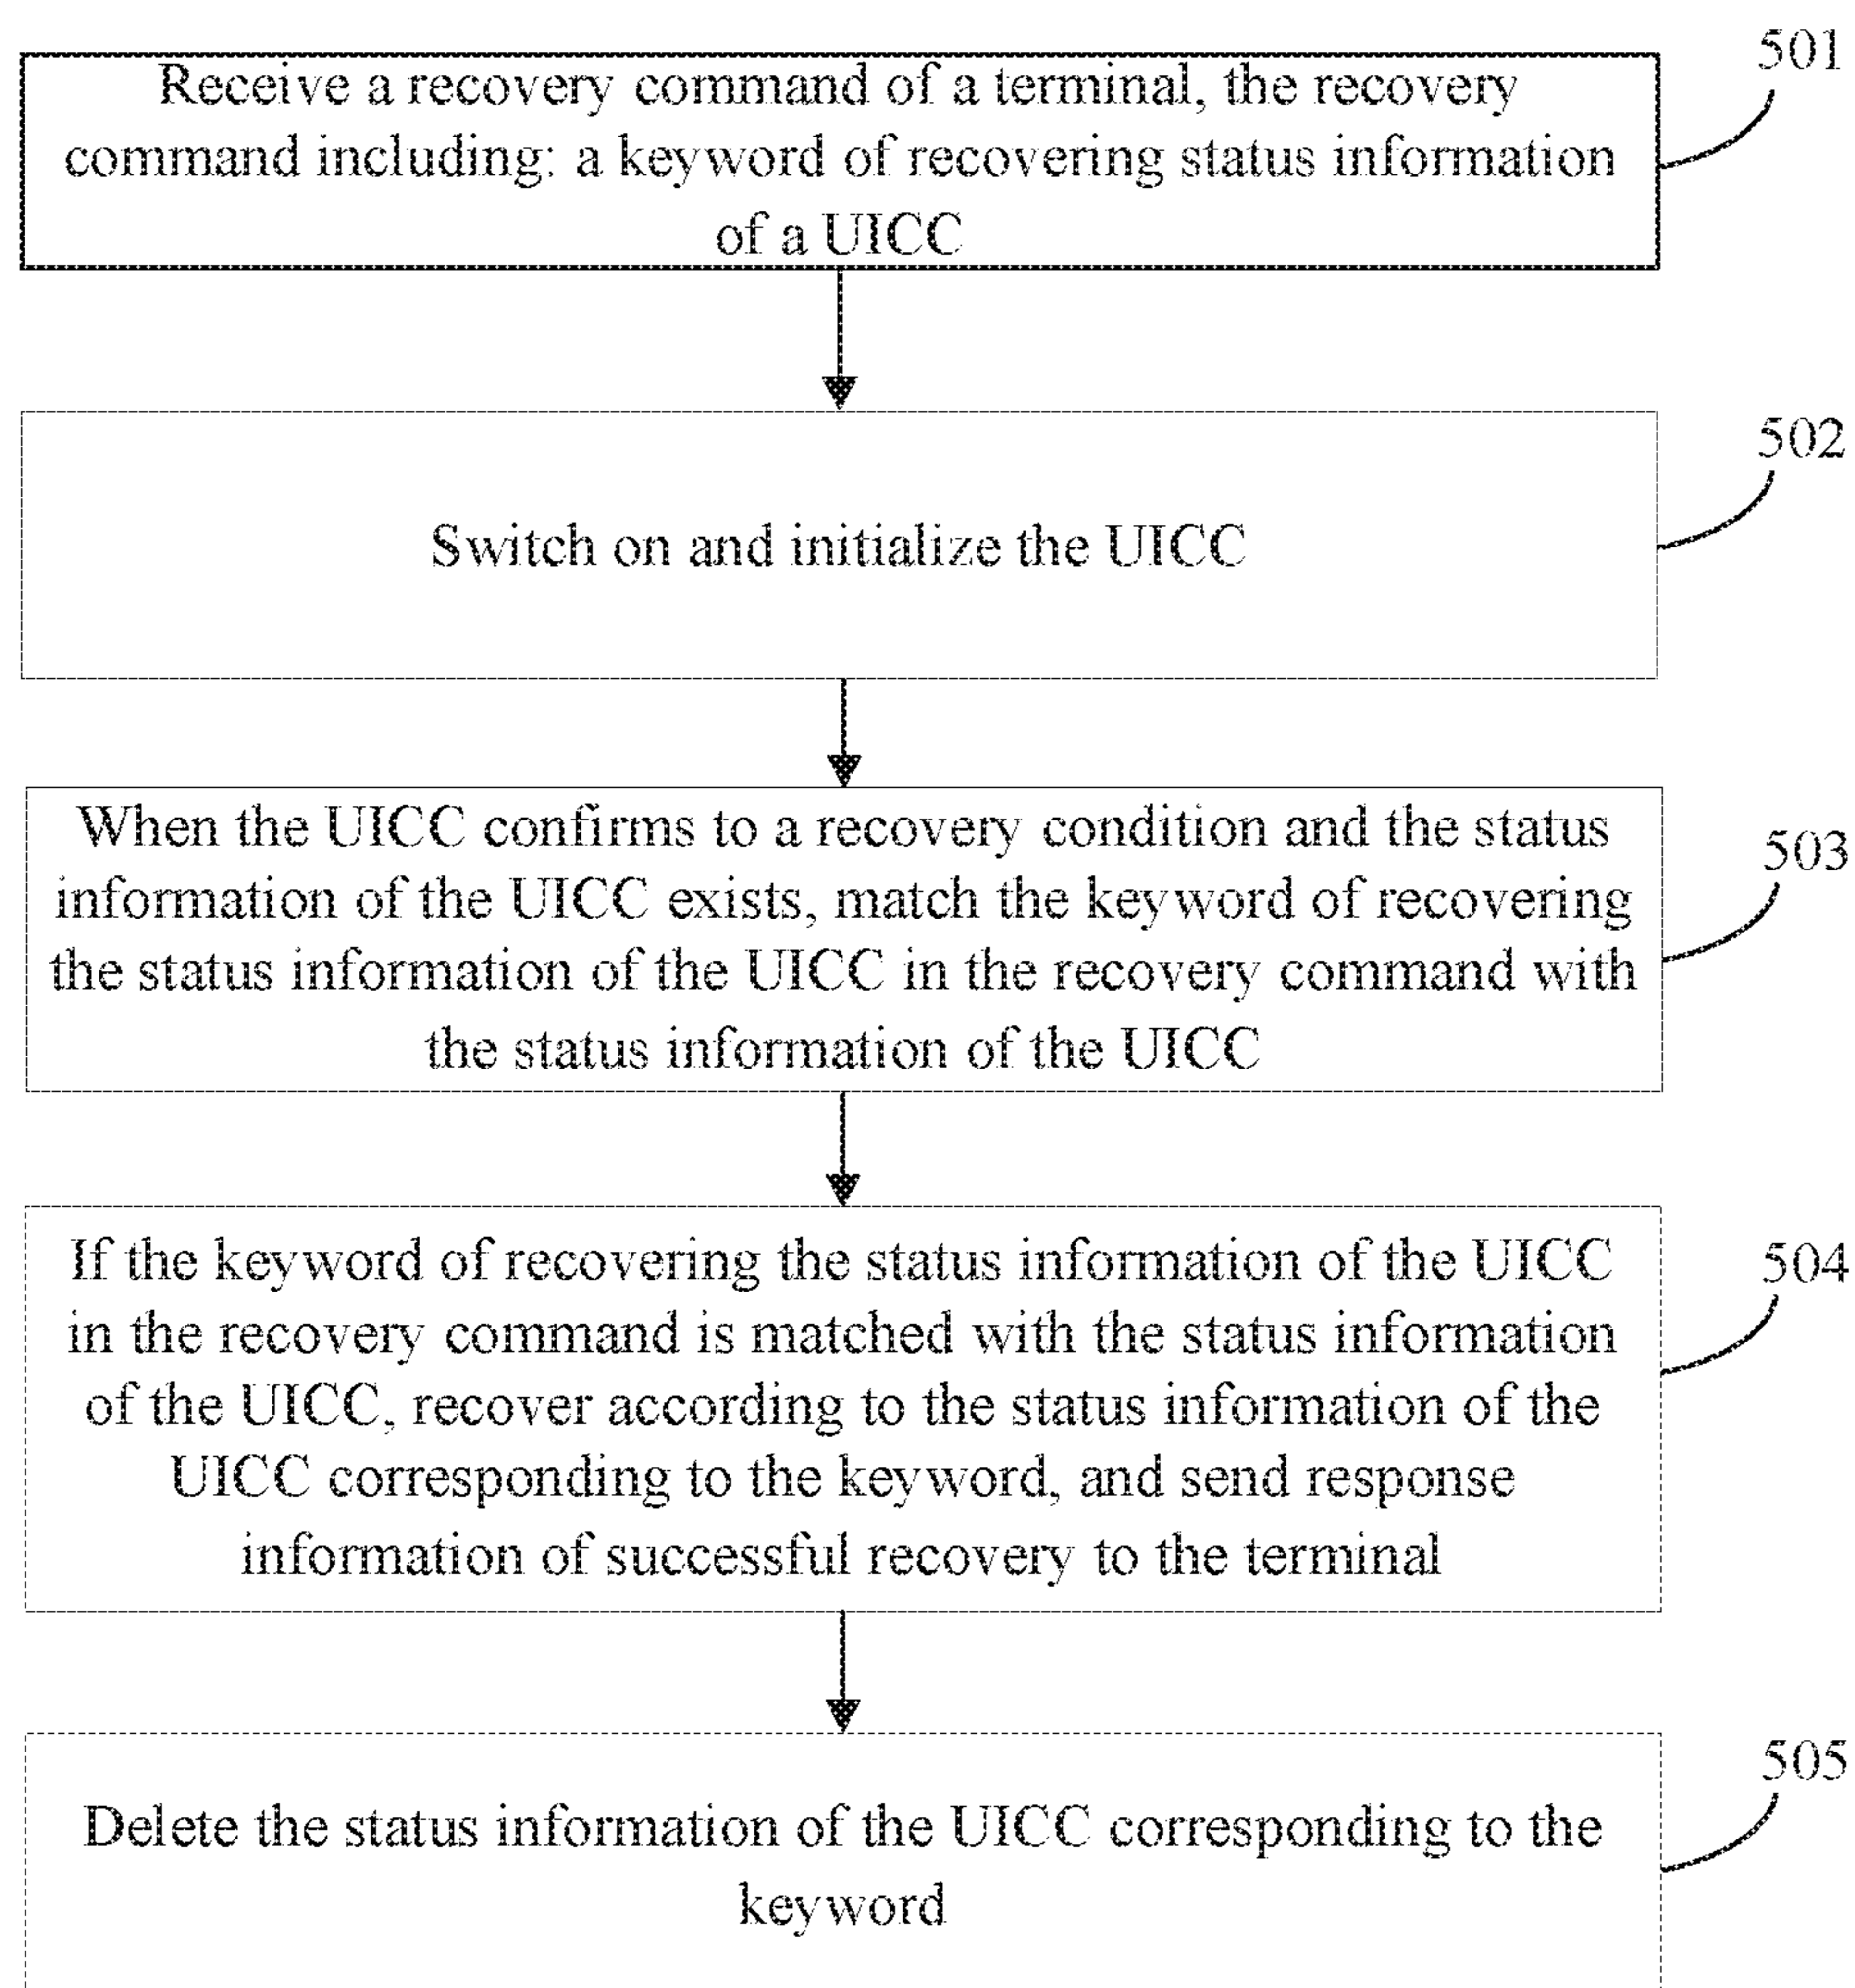 501
Receive a recovery command of a terminal, the recovery
command including: a keyword of recovering status information
of a UICC
502
Switch on and initialize the UICC
503
When the UICC confirms to a recovery condition and the status
information of the UICC exists, match the keyword of recovering
the status information of the UICC in the recovery command with
the status information of the UICC
504
If the keyword of recovering the status information of the UICC
in the recovery command is matched with the status information
of the UICC, recover according to the status information of the
UICC corresponding to the keyword, and send response
information of successful recovery to the terminal
505
Delete the status information of the UICC corresponding to the
keyword